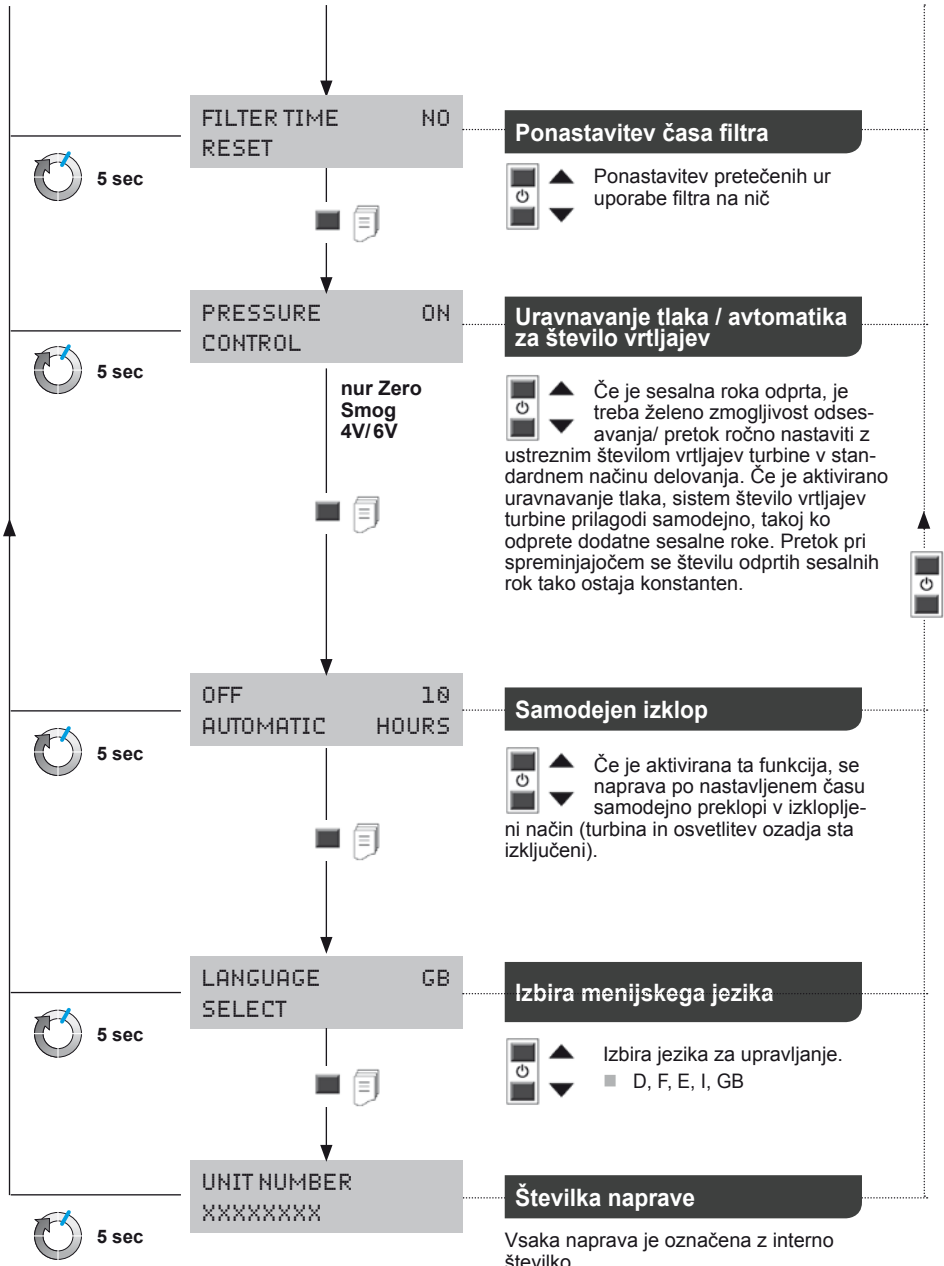 FILTER TIME NO
RESET
5 sec
Ponastavitev časa filtra
Ponastavitev pretečenih ur
uporabe filtra na nič
PRESSURE ON
CONTROL
5 sec
nur Zero
Smog
4V/ 6V
Uravnavanje tlaka / avtomatika
za število vrtljajev
Če je sesalna roka odprta, je
treba želeno zmogljivost odses-
avanja/ pretok ročno nastaviti z
ustreznim številom vrtljajev turbine v stan-
dardnem načinu delovanja. Če je aktivirano
uravnavanje tlaka, sistem število vrtljajev
turbine prilagodi samodejno, takoj ko
odprete dodatne sesalne roke. Pretok pri
spreminjajočem se številu odprtih sesalnih
rok tako ostaja konstanten.
OFF 10
AUTOMATIC HOURS
5 sec
Samodejen izklop
Če je aktivirana ta funkcija, se
naprava po nastavljenem času
samodejno preklopi v izkloplje-
ni način (turbina in osvetlitev ozadja sta
izključeni).
LANGUAGE GB
SELECT
5 sec
Izbira menijskega jezika
Izbira jezika za upravljanje.
D, F, E, I, GB
UNIT NUMBER
XXXXXXXX
5 sec
Številka naprave
Vsaka naprava je označena z interno
številko